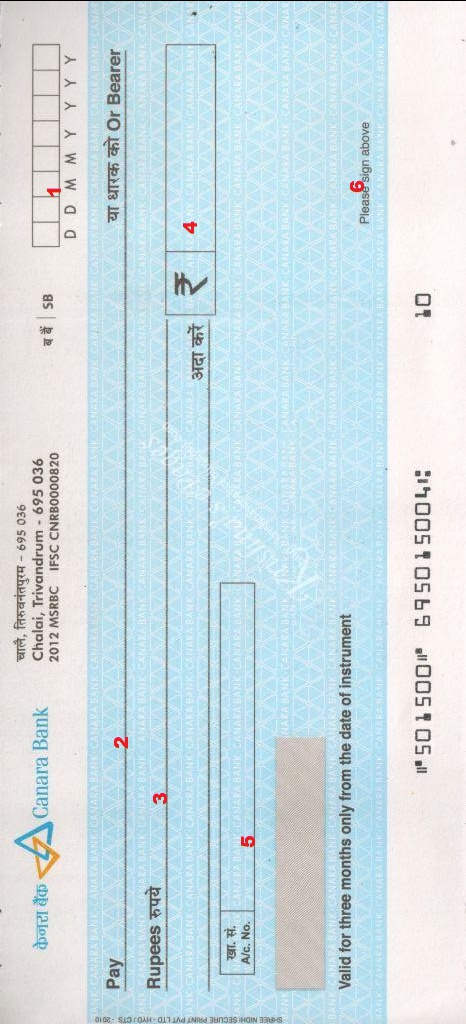 केनरा बैंक Canara Bank
चालै, तिरुवनंतपुरम - 695 036
Chalai, Trivandrum - 695 036
2012 MSRBC IFSC CNRB0000820
ब बैं | SB
1
D D M M Y Y Y Y
Pay
2
या धारक को Or Bearer
Rupees रुपये
3
अदा करें
₹
4
खा. सं.
A/c. No.
5
Valid for three months only from the date of instrument
6
Please sign above
SHREE NIDHI SECURE PRINT PVT LTD - HYD / CTS - 2010
CANARA BANK
⑈501500⑈ 695015004⑆ 10